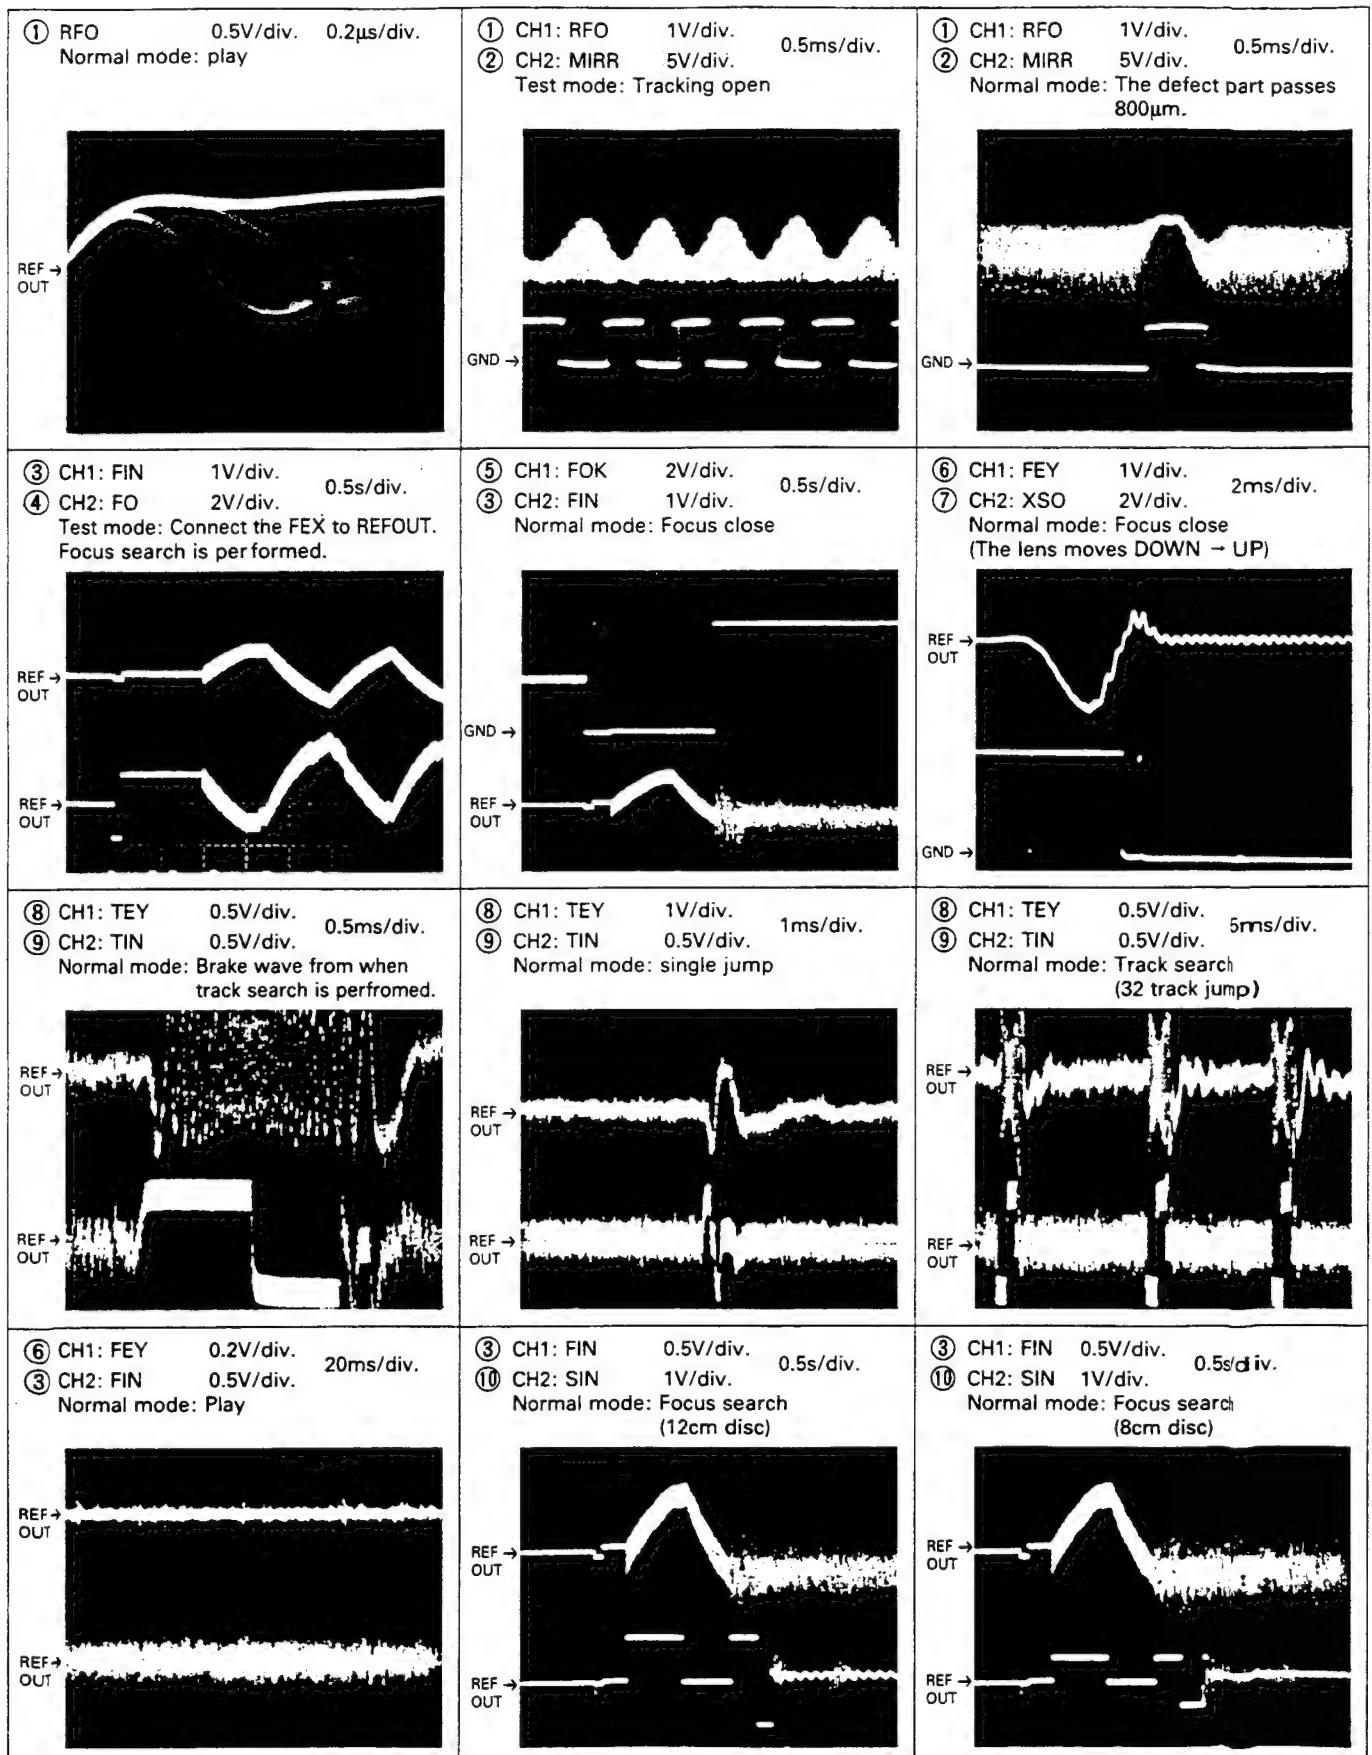 ① RFO 0.5V/div. 0.2μs/div.
Normal mode: play
REF →
OUT
① CH1: RFO 1V/div.
0.5ms/div.
② CH2: MIRR 5V/div.
Test mode: Tracking open
GND →
① CH1: RFO 1V/div.
0.5ms/div.
② CH2: MIRR 5V/div.
Normal mode: The defect part passes
800μm.
GND →
③ CH1: FIN 1V/div.
0.5s/div.
④ CH2: FO 2V/div.
Test mode: Connect the FEX to REFOUT.
Focus search is performed.
REF →
OUT
REF →
OUT
⑤ CH1: FOK 2V/div.
0.5s/div.
③ CH2: FIN 1V/div.
Normal mode: Focus close
GND →
REF →
OUT
⑥ CH1: FEY 1V/div.
2ms/div.
⑦ CH2: XSO 2V/div.
Normal mode: Focus close
(The lens moves DOWN → UP)
REF →
OUT
GND →
⑧ CH1: TEY 0.5V/div.
0.5ms/div.
⑨ CH2: TIN 0.5V/div.
Normal mode: Brake wave from when
track search is perfromed.
REF →
OUT
REF →
OUT
⑧ CH1: TEY 1V/div.
1ms/div.
⑨ CH2: TIN 0.5V/div.
Normal mode: single jump
REF →
OUT
REF →
OUT
⑧ CH1: TEY 0.5V/div.
5ms/div.
⑨ CH2: TIN 0.5V/div.
Normal mode: Track search
(32 track jump)
REF →
OUT
REF →
OUT
⑥ CH1: FEY 0.2V/div.
20ms/div.
③ CH2: FIN 0.5V/div.
Normal mode: Play
REF →
OUT
REF →
OUT
③ CH1: FIN 0.5V/div.
0.5s/div.
⑩ CH2: SIN 1V/div.
Normal mode: Focus search
(12cm disc)
REF →
OUT
REF →
OUT
③ CH1: FIN 0.5V/div.
0.5s/div.
⑩ CH2: SIN 1V/div.
Normal mode: Focus search
(8cm disc)
REF →
OUT
REF →
OUT